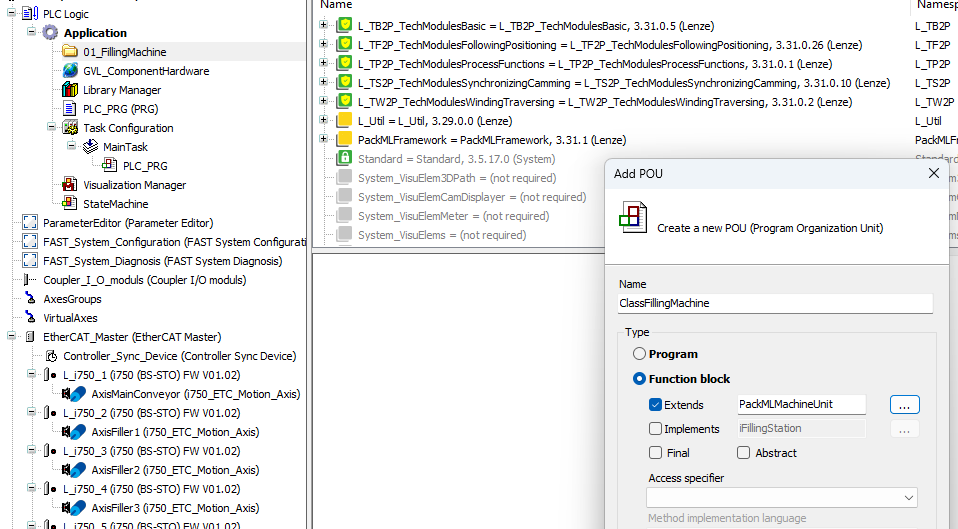 PLC Logic
Application
01_FillingMachine
GVL_ComponentHardware
Library Manager
PLC_PRG (PRG)
Task Configuration
MainTask
PLC_PRG
Visualization Manager
StateMachine
ParameterEditor (Parameter Editor)
FAST_System_Configuration (FAST System Configurati
FAST_System_Diagnosis (FAST System Diagnosis)
Coupler_I_O_moduls (Coupler I/O moduls)
AxesGroups
VirtualAxes
EtherCAT_Master (EtherCAT Master)
Controller_Sync_Device (Controller Sync Device)
L_i750_1 (i750 (BS-STO) FW V01.02)
AxisMainConveyor (i750_ETC_Motion_Axis)
L_i750_2 (i750 (BS-STO) FW V01.02)
AxisFiller1 (i750_ETC_Motion_Axis)
L_i750_3 (i750 (BS-STO) FW V01.02)
AxisFiller2 (i750_ETC_Motion_Axis)
L_i750_4 (i750 (BS-STO) FW V01.02)
AxisFiller3 (i750_ETC_Motion_Axis)
L_i750_5 (i750 (BS-STO) FW V01.02)
Name Namesp
L_TB2P_TechModulesBasic = L_TB2P_TechModulesBasic, 3.31.0.5 (Lenze) L_TB2P
L_TF2P_TechModulesFollowingPositioning = L_TF2P_TechModulesFollowingPositioning, 3.31.0.26 (Lenze) L_TF2P
L_TP2P_TechModulesProcessFunctions = L_TP2P_TechModulesProcessFunctions, 3.31.0.1 (Lenze) L_TP2P
L_TS2P_TechModulesSynchronizingCamming = L_TS2P_TechModulesSynchronizingCamming, 3.31.0.10 (Lenze) L_TS2P
L_TW2P_TechModulesWindingTraversing = L_TW2P_TechModulesWindingTraversing, 3.31.0.2 (Lenze) L_TW2P
L_Util = L_Util, 3.29.0.0 (Lenze) L_Util
PackMLFramework = PackMLFramework, 3.31.1 (Lenze) PackMLF
Standard = Standard, 3.5.17.0 (System) Standard
System_VisuElem3DPath = (not required)
System_VisuElemCamDisplayer = (not required)
System_VisuElemMeter = (not required)
System_VisuElems = (not required)
Add POU
Create a new POU (Program Organization Unit)
Name
ClassFillingMachine
Type
Program
Function block
Extends PackMLMachineUnit ...
Implements iFillingStation ...
Final Abstract
Access specifier
Method implementation language